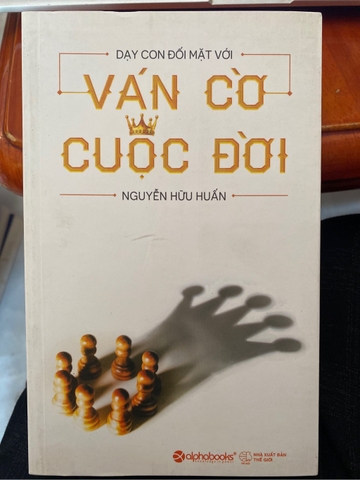 DẠY CON ĐỐI MẶT VỚI
VÁN CỜ
CUỘC ĐỜI
NGUYỄN HỮU HUẤN
alphabooks®
NHÀ XUẤT BẢN
THẾ GIỚI